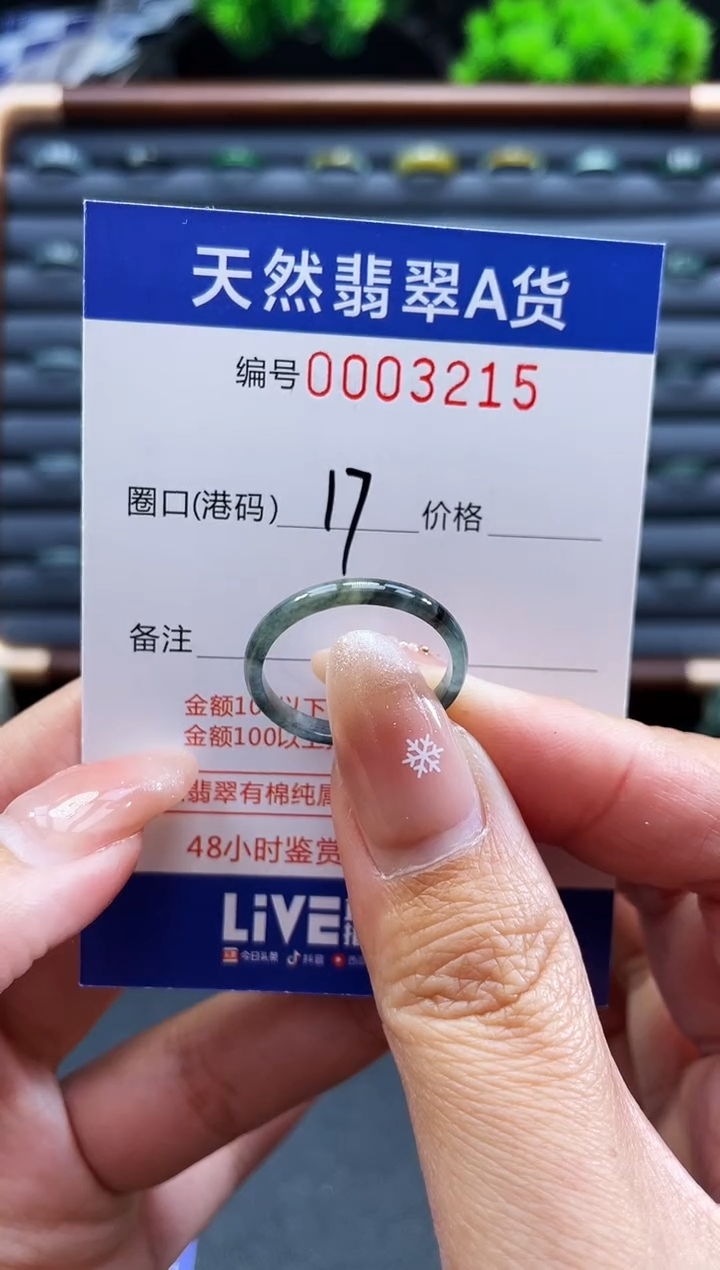 天然翡翠A货
编号0003215
圈口(港码) 17 价格
备注
金额10 以下
金额100以
翡翠有棉纯属
48小时鉴赏
LiVE
今日头条 抖音